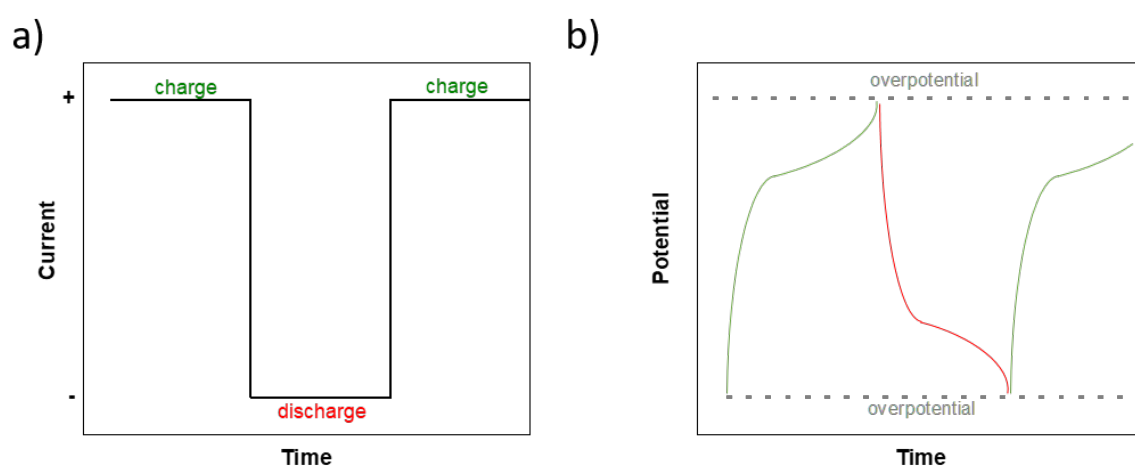 a)
charge
charge
+
Current
-
discharge
Time
b)
overpotential
Potential
overpotential
Time